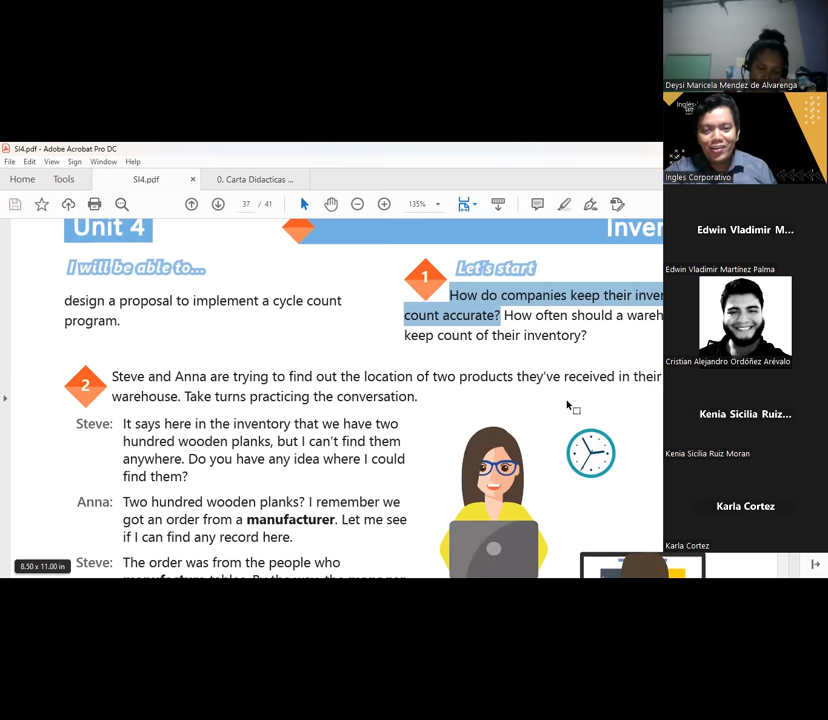 SI4.pdf - Adobe Acrobat Pro DC
File Edit View Sign Window Help
Home Tools SI4.pdf × 0. Carta Didacticas ...
37 / 41 135%
Unit 4
Inver
I will be able to...
design a proposal to implement a cycle count
program.
1 Let's start
How do companies keep their inver
count accurate? How often should a wareh
keep count of their inventory?
2 Steve and Anna are trying to find out the location of two products they've received in their
warehouse. Take turns practicing the conversation.
Steve: It says here in the inventory that we have two
hundred wooden planks, but I can't find them
anywhere. Do you have any idea where I could
find them?
Anna: Two hundred wooden planks? I remember we
got an order from a manufacturer. Let me see
if I can find any record here.
Steve: The order was from the people who
8.50 x 11.00 in
Deysi Maricela Mendez de Alvarenga
Ingles Corporativo
Edwin Vladimir M...
Edwin Vladimir Martínez Palma
Cristian Alejandro Ordóñez Arévalo
Kenia Sicilia Ruiz...
Kenia Sicilia Ruiz Moran
Karla Cortez
Karla Cortez